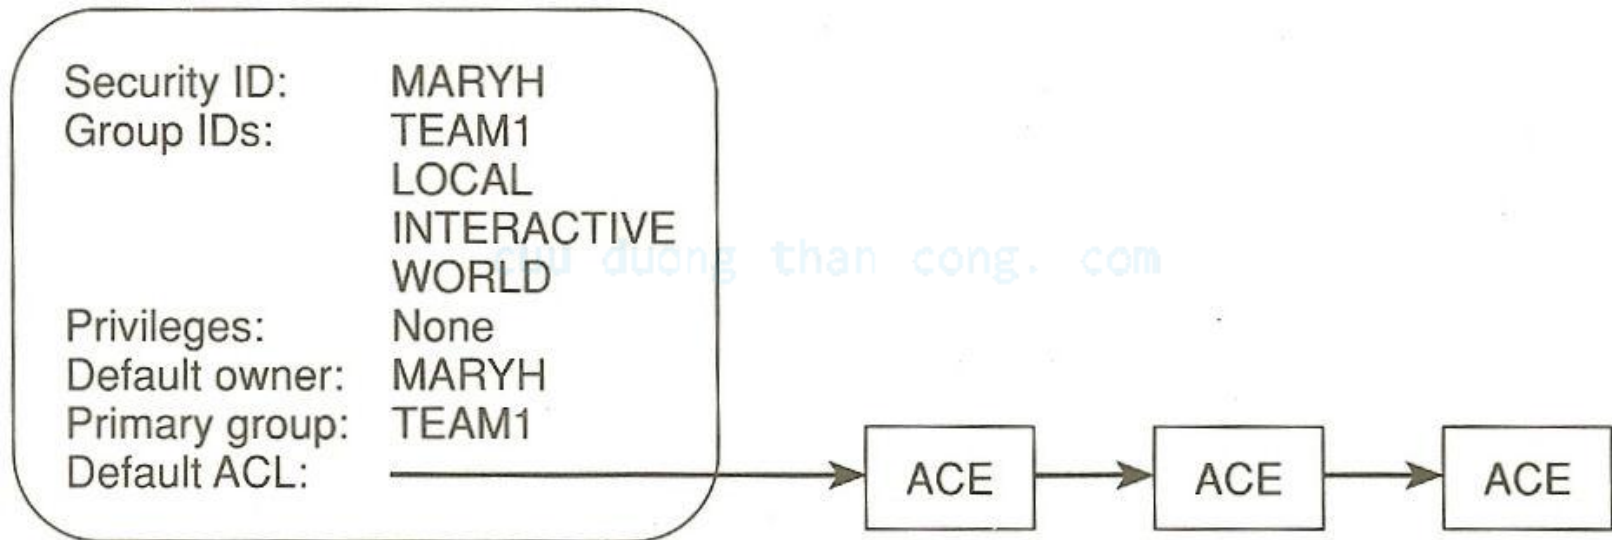 Security ID: MARYH
Group IDs: TEAM1
LOCAL
INTERACTIVE
cuu duong than cong. com
WORLD
Privileges: None
Default owner: MARYH
Primary group: TEAM1
Default ACL:
ACE ACE ACE